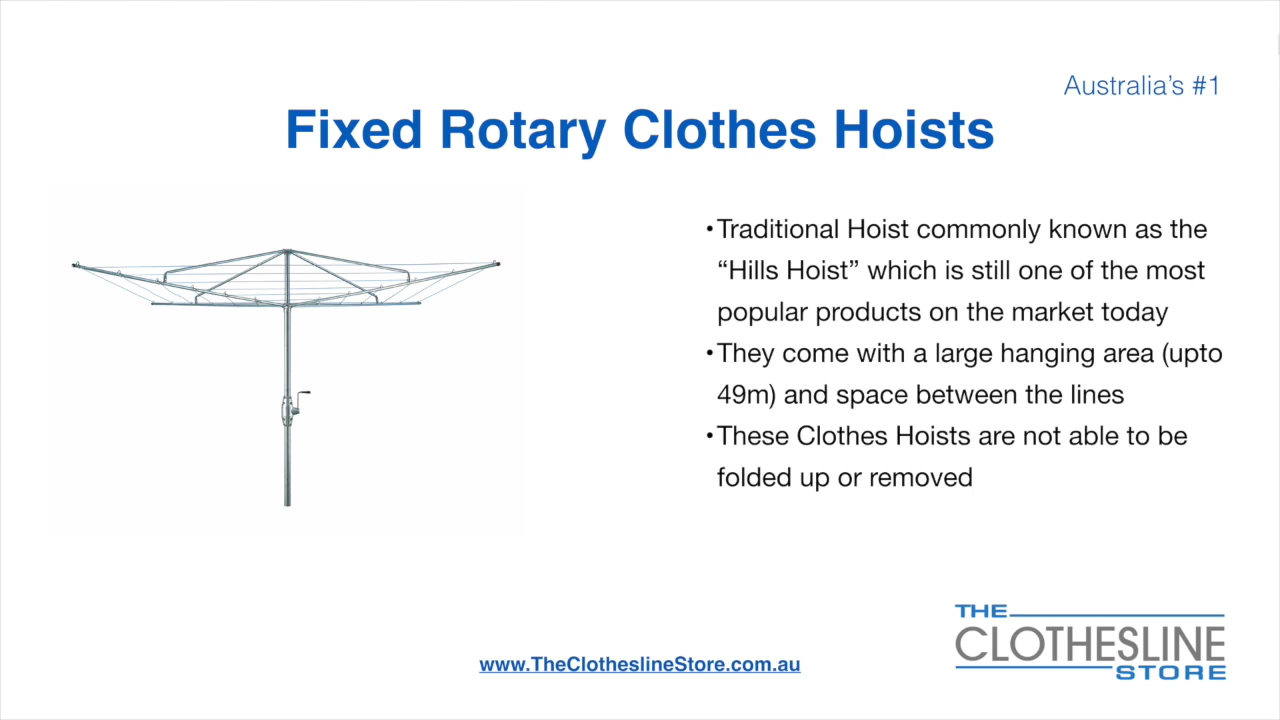 Australia's #1
Fixed Rotary Clothes Hoists
•Traditional Hoist commonly known as the
“Hills Hoist” which is still one of the most
popular products on the market today
•They come with a large hanging area (upto
49m) and space between the lines
•These Clothes Hoists are not able to be
folded up or removed
THE
CLOTHESLINE
STORE
www.TheClotheslineStore.com.au